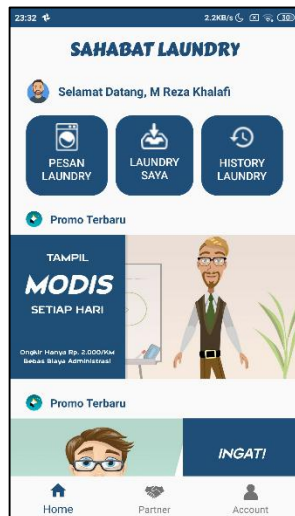 23:32
2.2KB/s
SAHABAT LAUNDRY
Selamat Datang, M Reza Khalafi
PESAN
LAUNDRY
LAUNDRY
SAYA
HISTORY
LAUNDRY
Promo Terbaru
TAMPIL
MODIS
SETIAP HARI
Ongkir Hanya Rp. 2.000/KM
Bebas Biaya Administrasi
Promo Terbaru
INGAT!
Home
Partner
Account